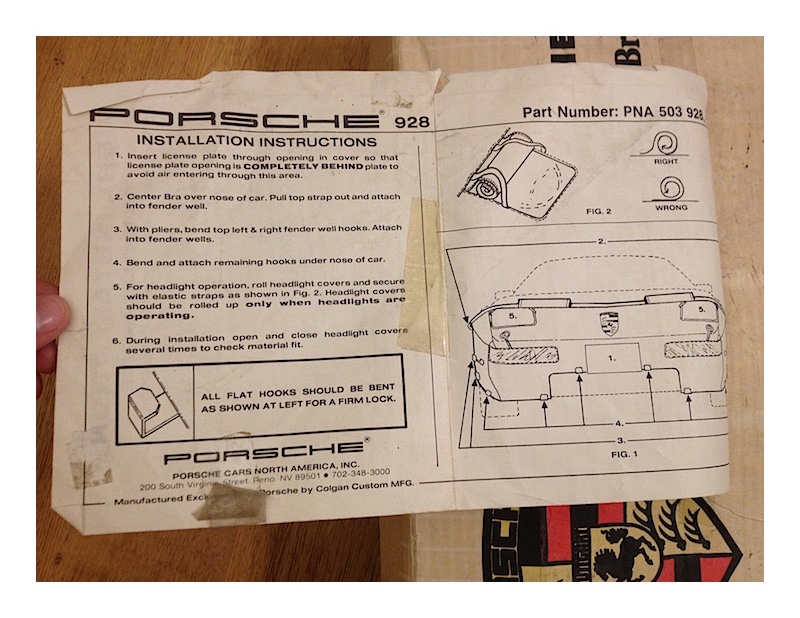 PORSCHE® 928
INSTALLATION INSTRUCTIONS
1. Insert license plate through opening in cover so that
license plate opening is COMPLETELY BEHIND plate to
avoid air entering through this area.
2. Center Bra over nose of car. Pull top strap out and attach
into fender well.
3. With pliers, bend top left & right fender well hooks. Attach
into fender wells.
4. Bend and attach remaining hooks under nose of car.
5. For headlight operation, roll headlight covers and secure
with elastic straps as shown in Fig. 2. Headlight covers
should be rolled up only when headlights are
operating.
6. During installation open and close headlight covers
several times to check material fit.
ALL FLAT HOOKS SHOULD BE BENT
AS SHOWN AT LEFT FOR A FIRM LOCK.
PORSCHE®
PORSCHE CARS NORTH AMERICA, INC.
200 South Virginia Street, Reno NV 89501 • 702-348-3000
Manufactured Porsche by Colgan Custom MFG.
Part Number: PNA 503 928
RIGHT
WRONG
FIG. 2
2.
5.
5.
1.
4.
3.
FIG. 1
Br